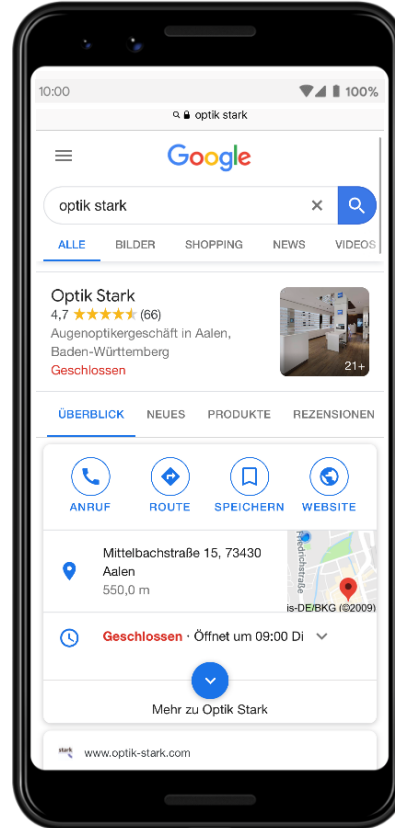 10:00
100%
optik stark
Google
optik stark
ALLE BILDER SHOPPING NEWS VIDEOS
Optik Stark
4,7 (66)
Augenoptikergeschäft in Aalen,
Baden-Württemberg
Geschlossen
21+
ÜBERBLICK NEUES PRODUKTE REZENSIONEN
ANRUF ROUTE SPEICHERN WEBSITE
Mittelbachstraße 15, 73430
Aalen
550,0 m
Friedrichstraße
is-DE/BKG (©2009)
Geschlossen · Öffnet um 09:00 Di
Mehr zu Optik Stark
stark
www.optik-stark.com